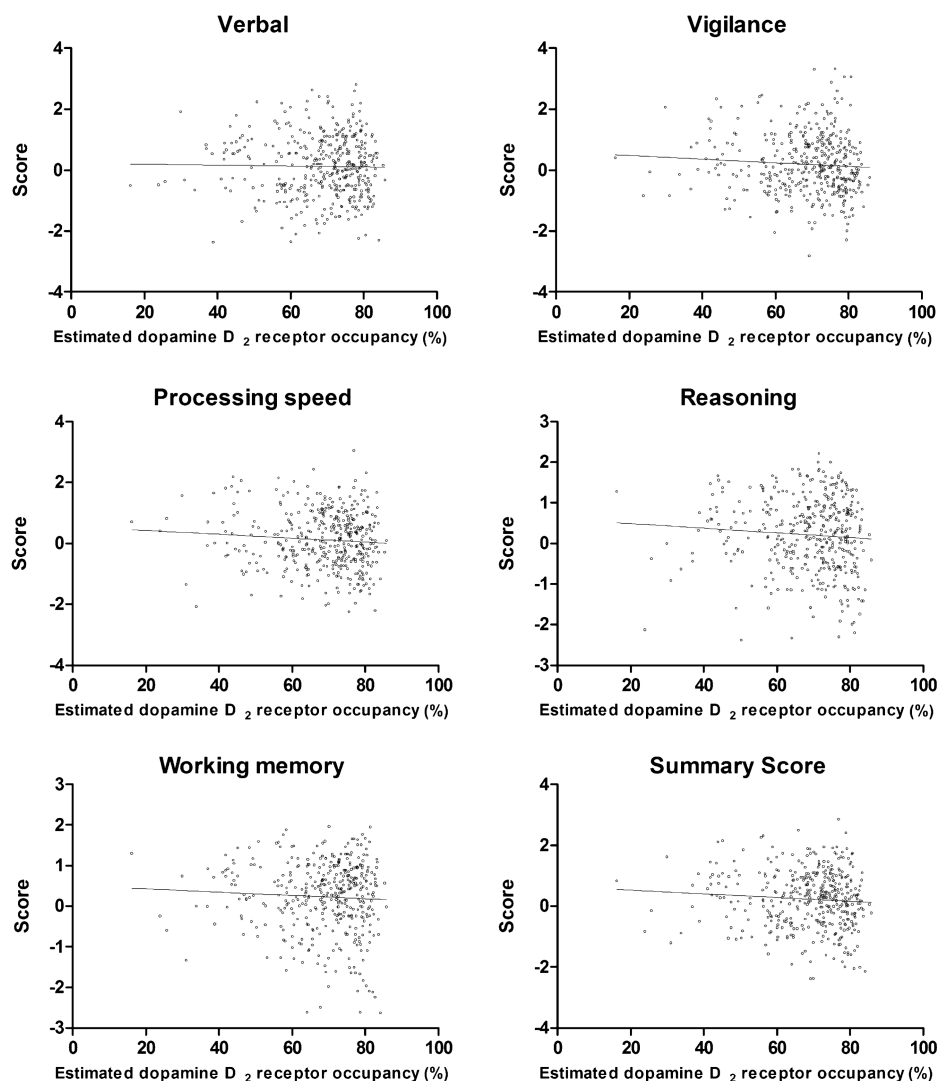 Verbal
4
2
0
-2
-4
Score
0 20 40 60 80 100
Estimated dopamine D 2 receptor occupancy (%)
Vigilance
4
2
0
-2
-4
Score
0 20 40 60 80 100
Estimated dopamine D 2 receptor occupancy (%)
Processing speed
4
2
0
-2
-4
Score
0 20 40 60 80 100
Estimated dopamine D 2 receptor occupancy (%)
Reasoning
3
2
1
0
-1
-2
-3
Score
0 20 40 60 80 100
Estimated dopamine D 2 receptor occupancy (%)
Working memory
3
2
1
0
-1
-2
-3
Score
0 20 40 60 80 100
Estimated dopamine D 2 receptor occupancy (%)
Summary Score
4
2
0
-2
-4
Score
0 20 40 60 80 100
Estimated dopamine D 2 receptor occupancy (%)